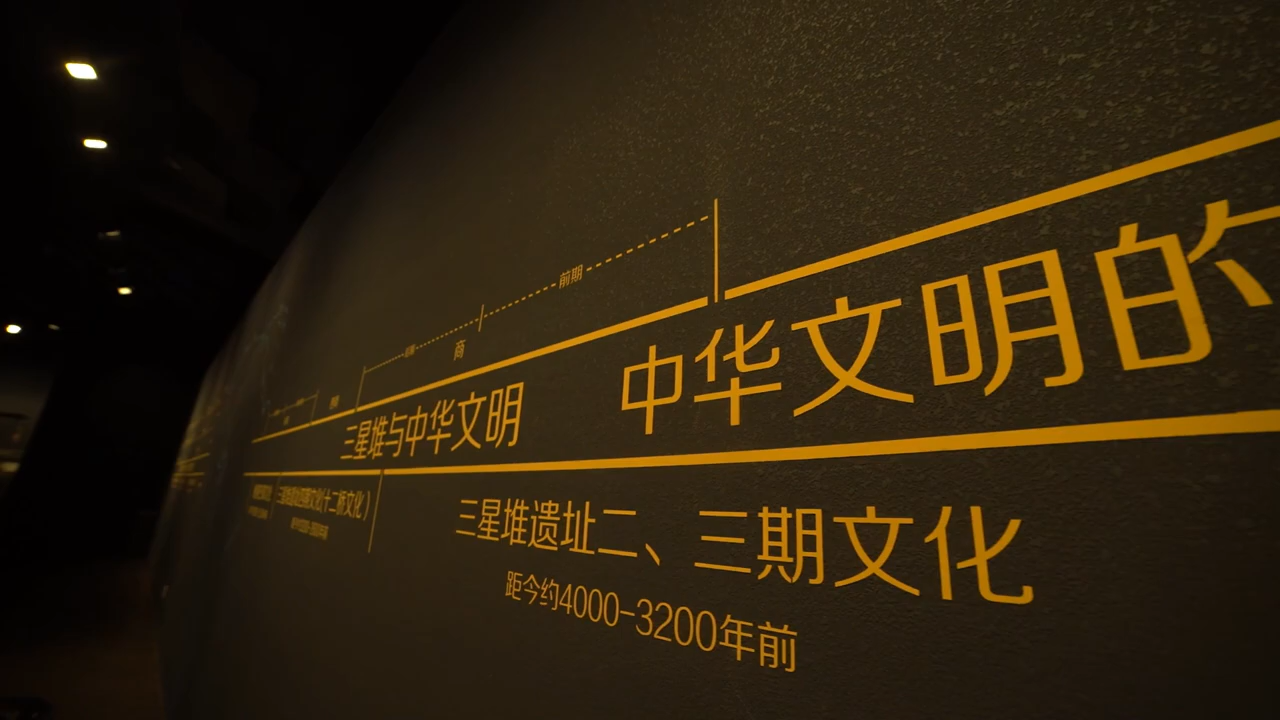 前期
商
中华文明的
三星堆与中华文明
三星堆遗址二、三期文化
距今约4000-3200年前